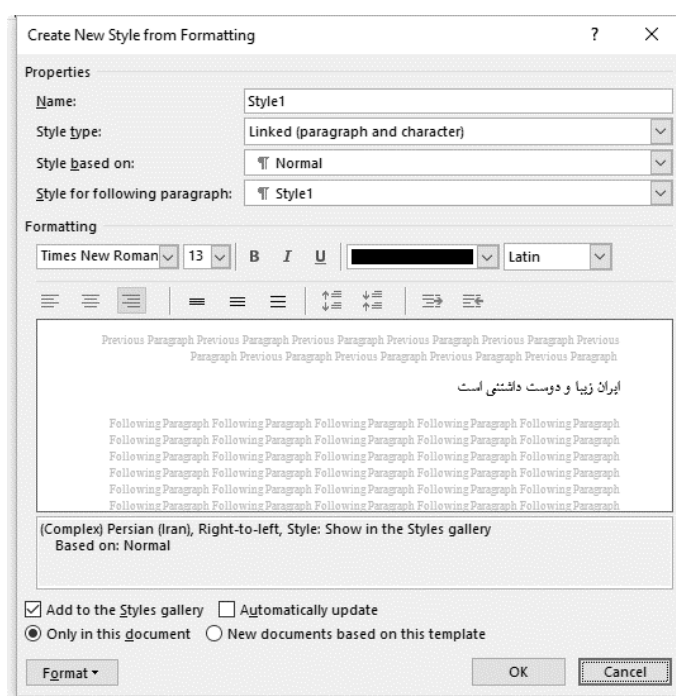 Create New Style from Formatting ? ×
Properties
Name: Style1
Style type: Linked (paragraph and character)
Style based on: ¶ Normal
Style for following paragraph: ¶ Style1
Formatting
Times New Roman 13 B I U Latin
Previous Paragraph Previous Paragraph Previous Paragraph Previous Paragraph Previous Paragraph Previous
Paragraph Previous Paragraph Previous Paragraph Previous Paragraph Previous Paragraph
ایران زیبا و دوست داشتنی است
Following Paragraph Following Paragraph Following Paragraph Following Paragraph Following Paragraph
Following Paragraph Following Paragraph Following Paragraph Following Paragraph Following Paragraph
Following Paragraph Following Paragraph Following Paragraph Following Paragraph Following Paragraph
Following Paragraph Following Paragraph Following Paragraph Following Paragraph Following Paragraph
Following Paragraph Following Paragraph Following Paragraph Following Paragraph Following Paragraph
Following Paragraph Following Paragraph Following Paragraph Following Paragraph Following Paragraph
(Complex) Persian (Iran), Right-to-left, Style: Show in the Styles gallery
Based on: Normal
Add to the Styles gallery Automatically update
Only in this document New documents based on this template
Format OK Cancel